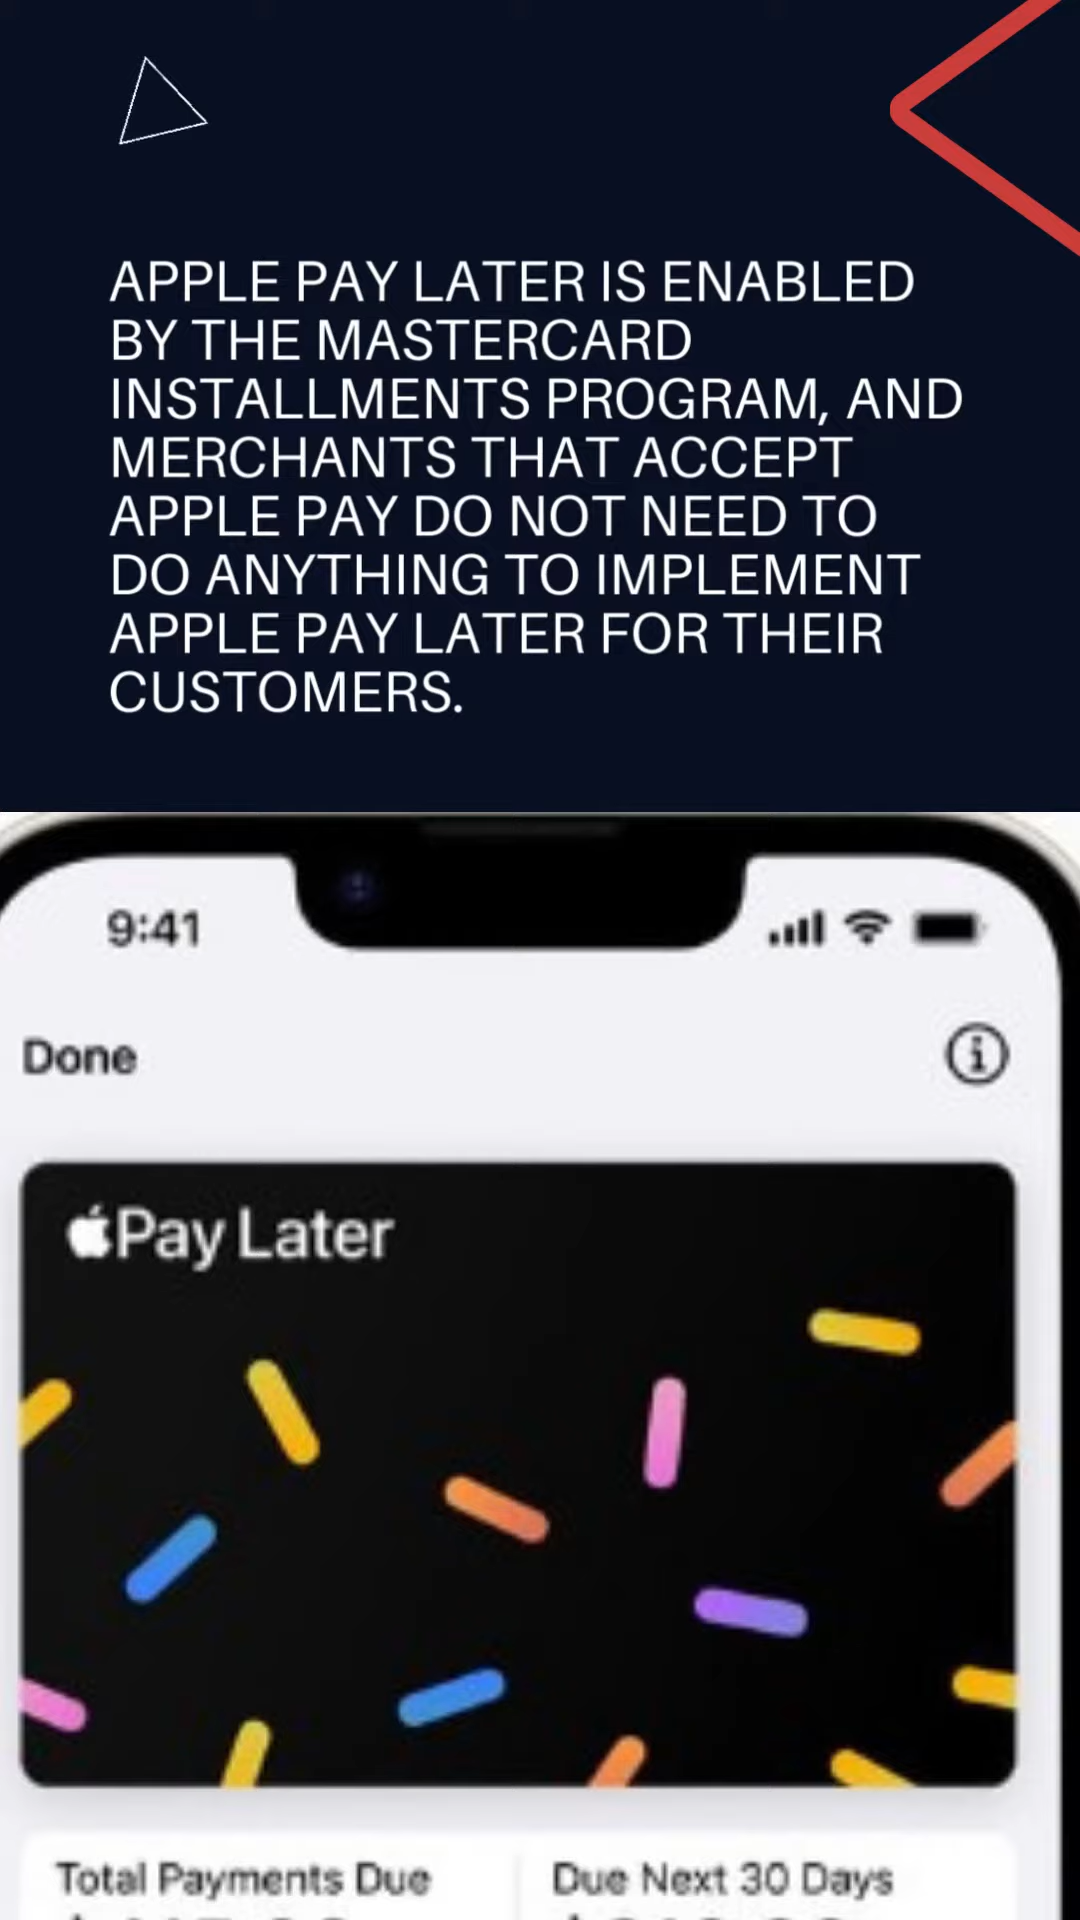 APPLE PAY LATER IS ENABLED
BY THE MASTERCARD
INSTALLMENTS PROGRAM, AND
MERCHANTS THAT ACCEPT
APPLE PAY DO NOT NEED TO
DO ANYTHING TO IMPLEMENT
APPLE PAY LATER FOR THEIR
CUSTOMERS.
9:41
Done
Pay Later
Total Payments Due
Due Next 30 Days